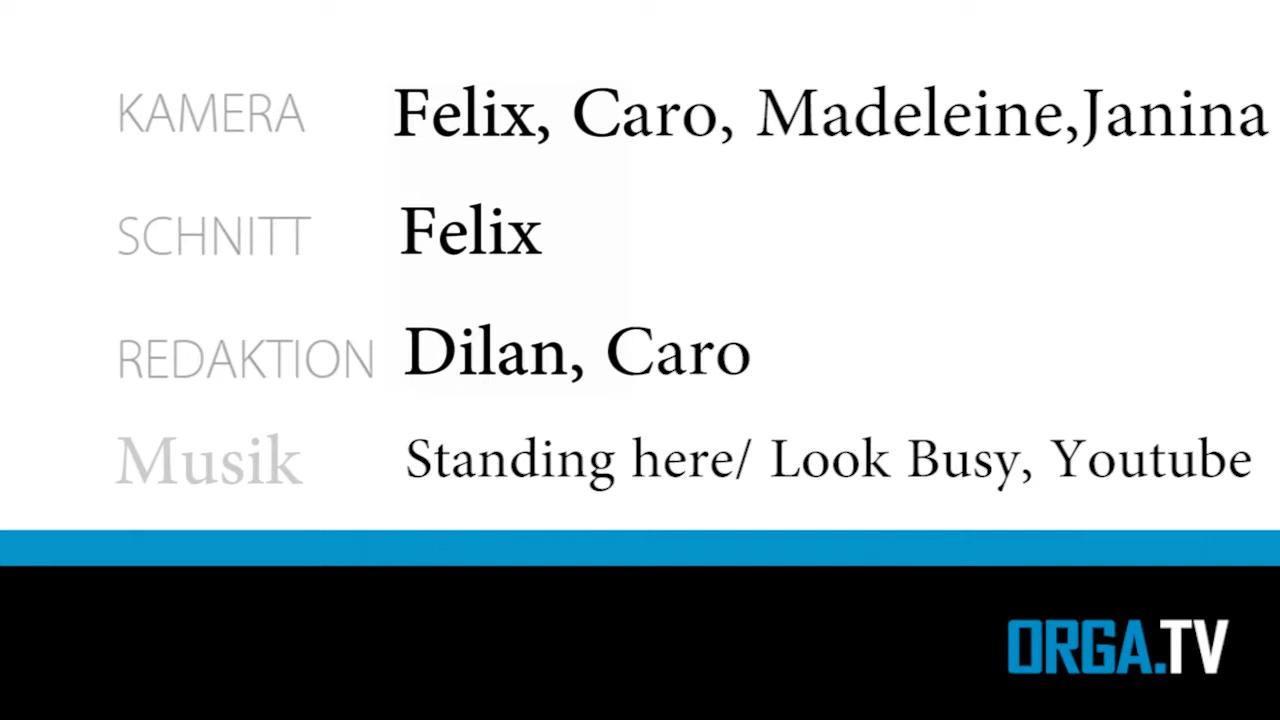 KAMERA Felix, Caro, Madeleine,Janina
SCHNITT Felix
REDAKTION Dilan, Caro
Musik Standing here/ Look Busy, Youtube
ORGA.TV